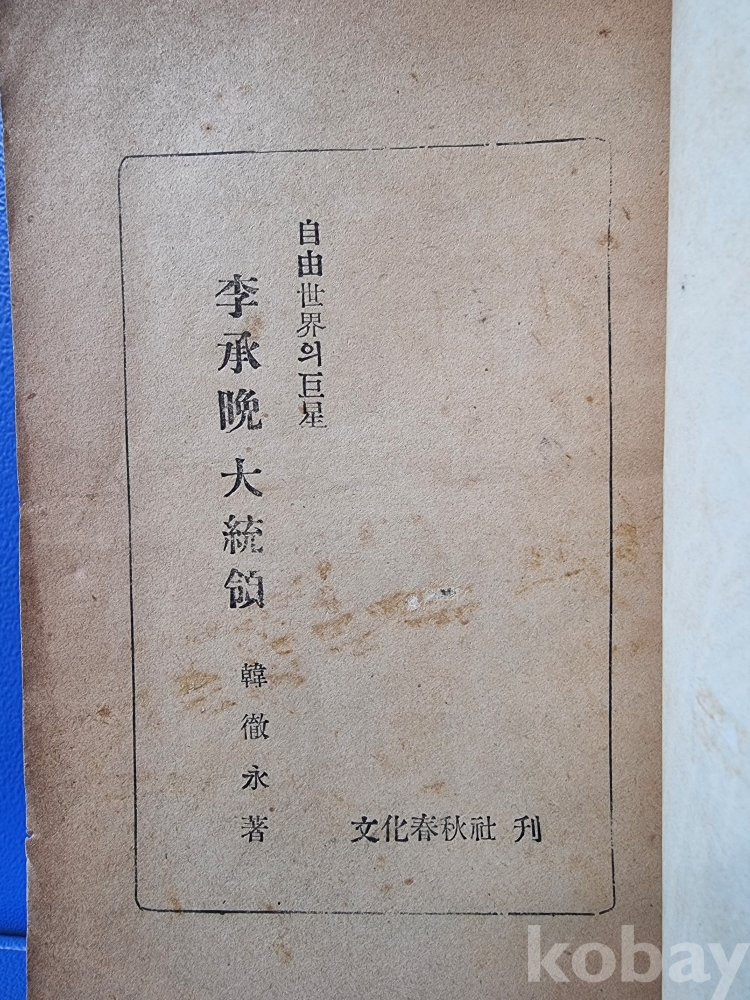 自由世界의 巨星
李承晩 大統領
韓徹永 著
文化春秋社 刊
kobay